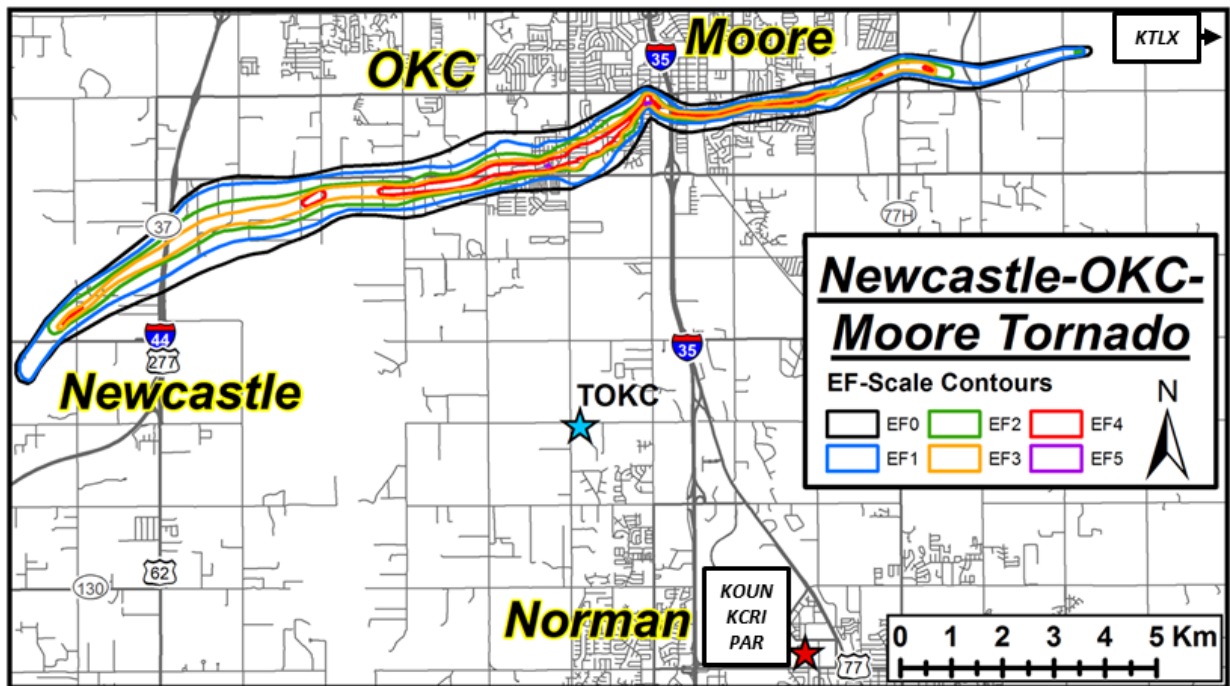 Moore
KTLX
35
OKC
37
77H
Newcastle-OKC-
Moore Tornado
EF-Scale Contours
N
EF0 EF2 EF4
EF1 EF3 EF5
44
277
35
Newcastle
TOKC
62
130
Norman
KOUN
KCRI
PAR
77
0 1 2 3 4 5 Km